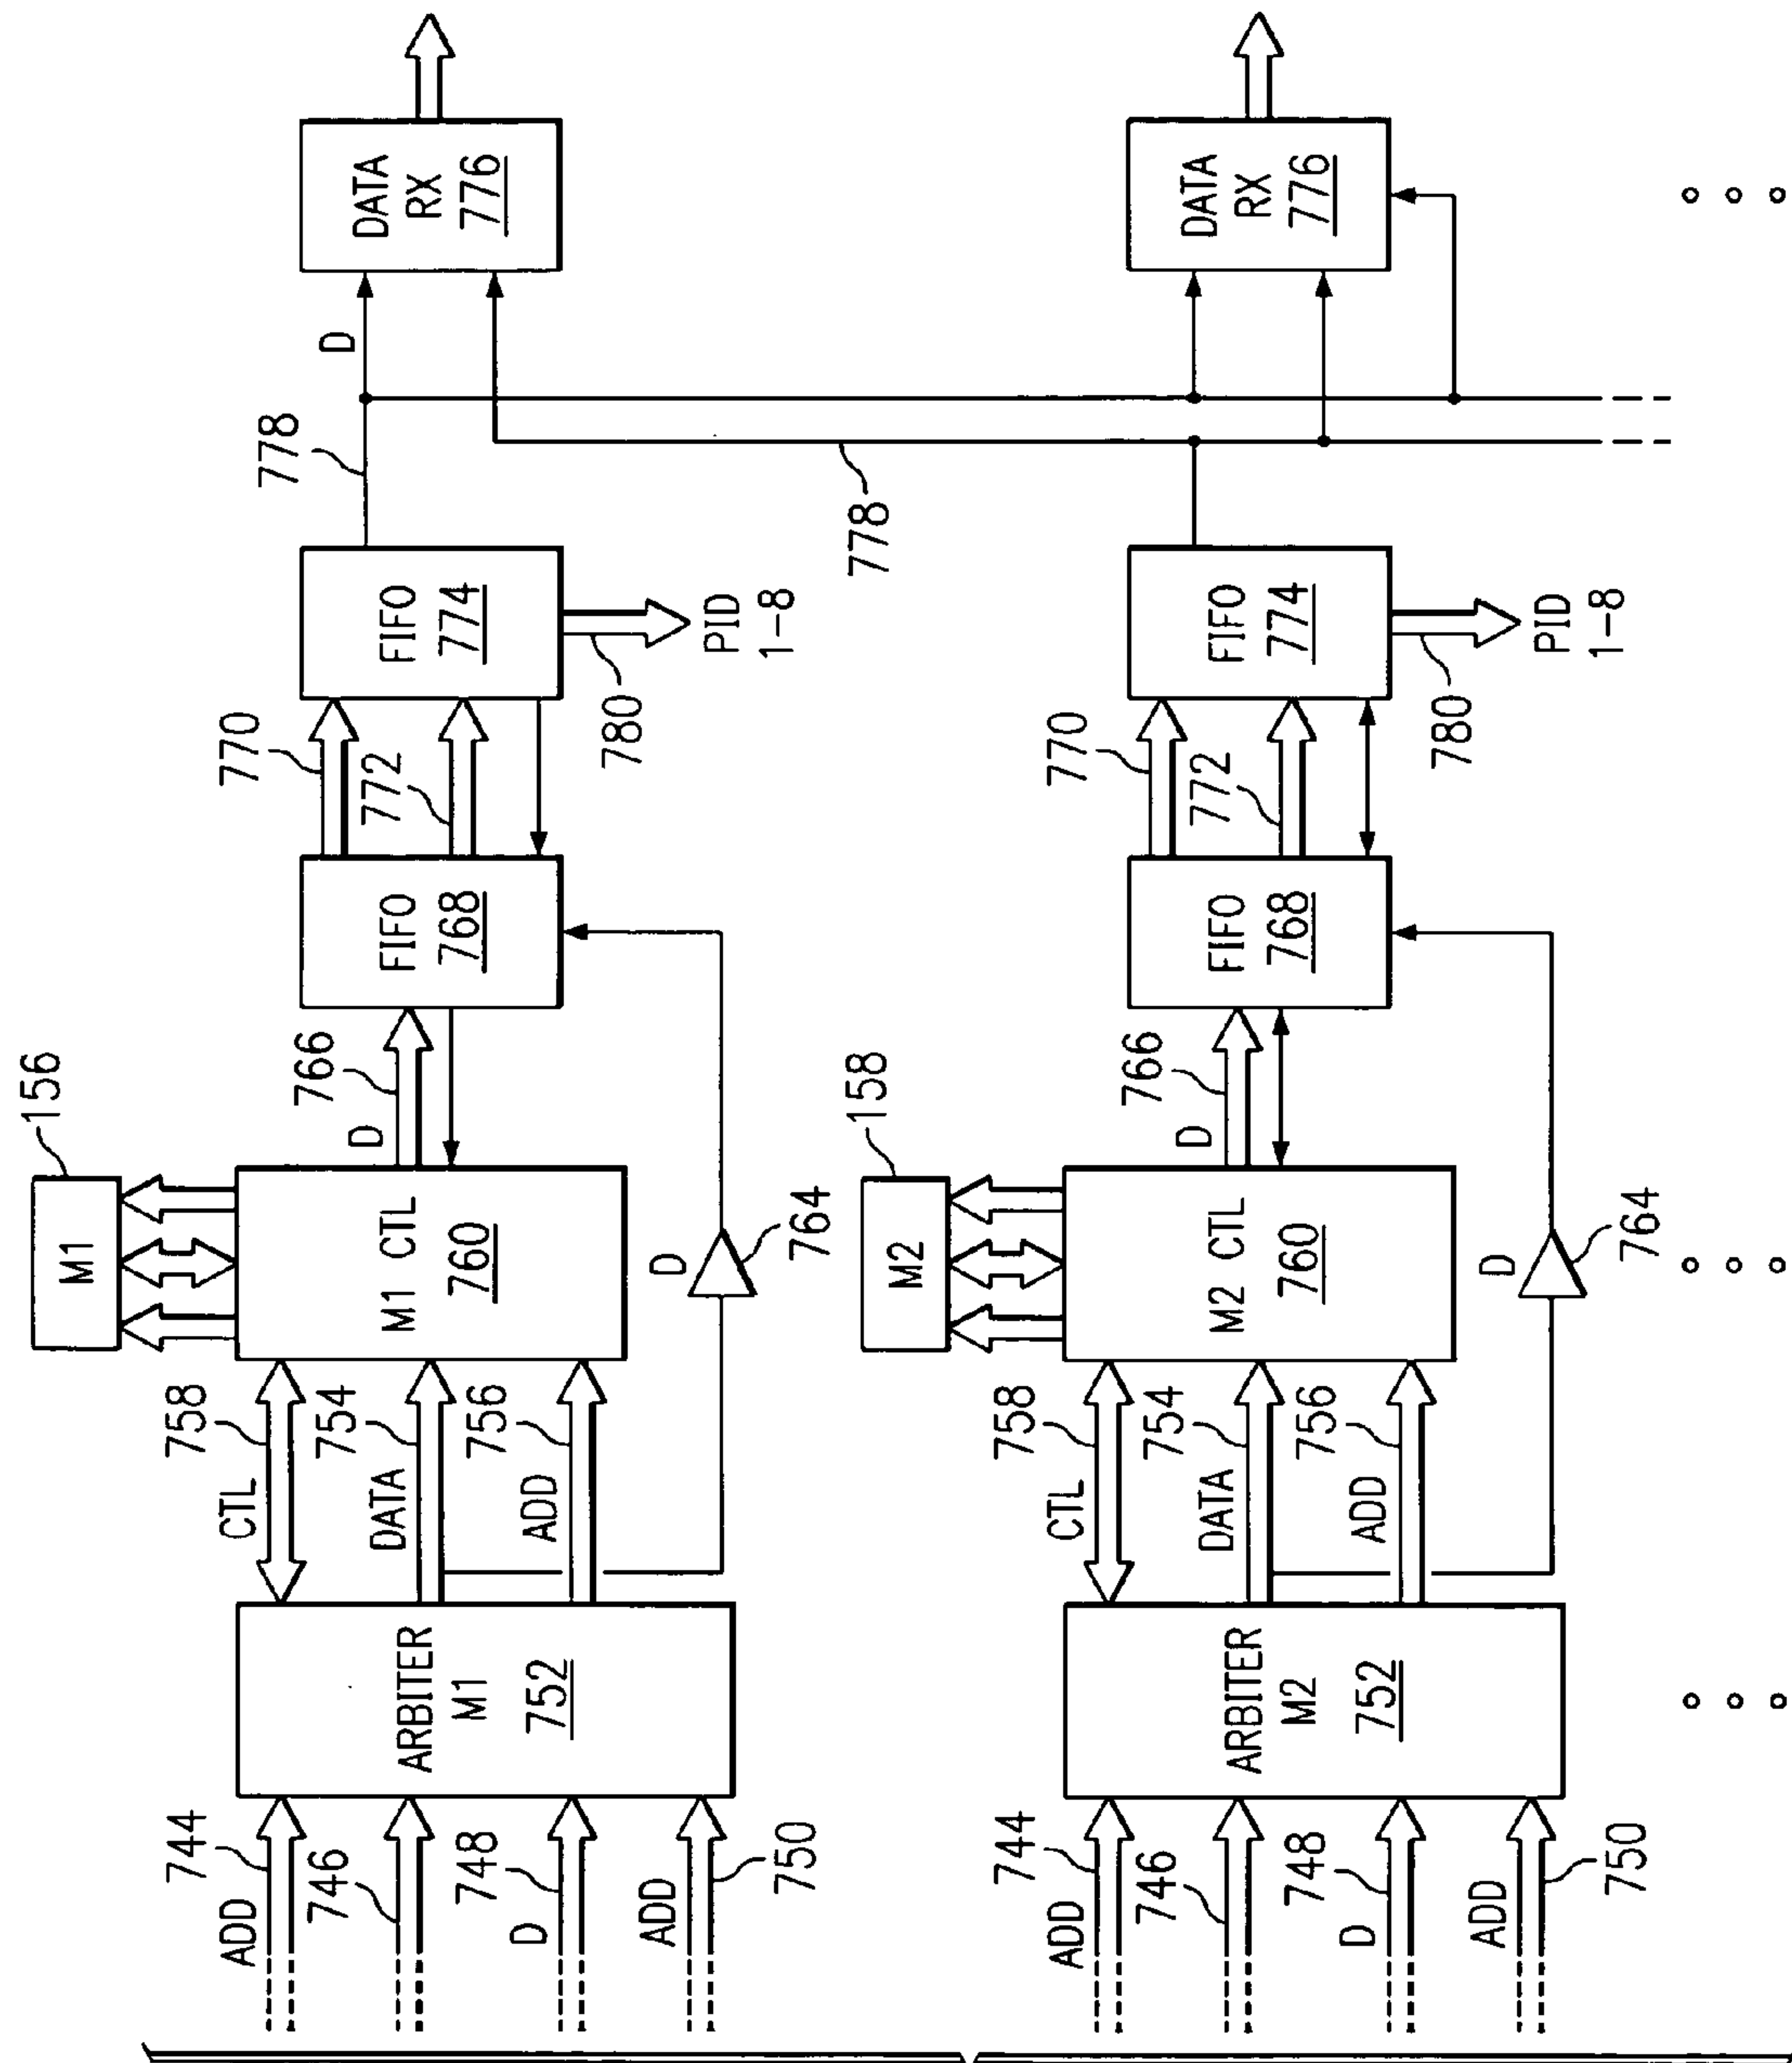 156
M1
744
ADD
746
748
D
ADD
750
ARBITER
M1
752
758
CTL
754
DATA
756
ADD
M1 CTL
760
D
764
766
D
FIFO
768
770
772
FIFO
774
780
PID
1-8
778
D
778
DATA
RX
776
158
M2
744
ADD
746
748
D
ADD
750
ARBITER
M2
752
758
CTL
754
DATA
756
ADD
M2 CTL
760
D
764
766
D
FIFO
768
770
772
FIFO
774
780
PID
1-8
DATA
RX
776